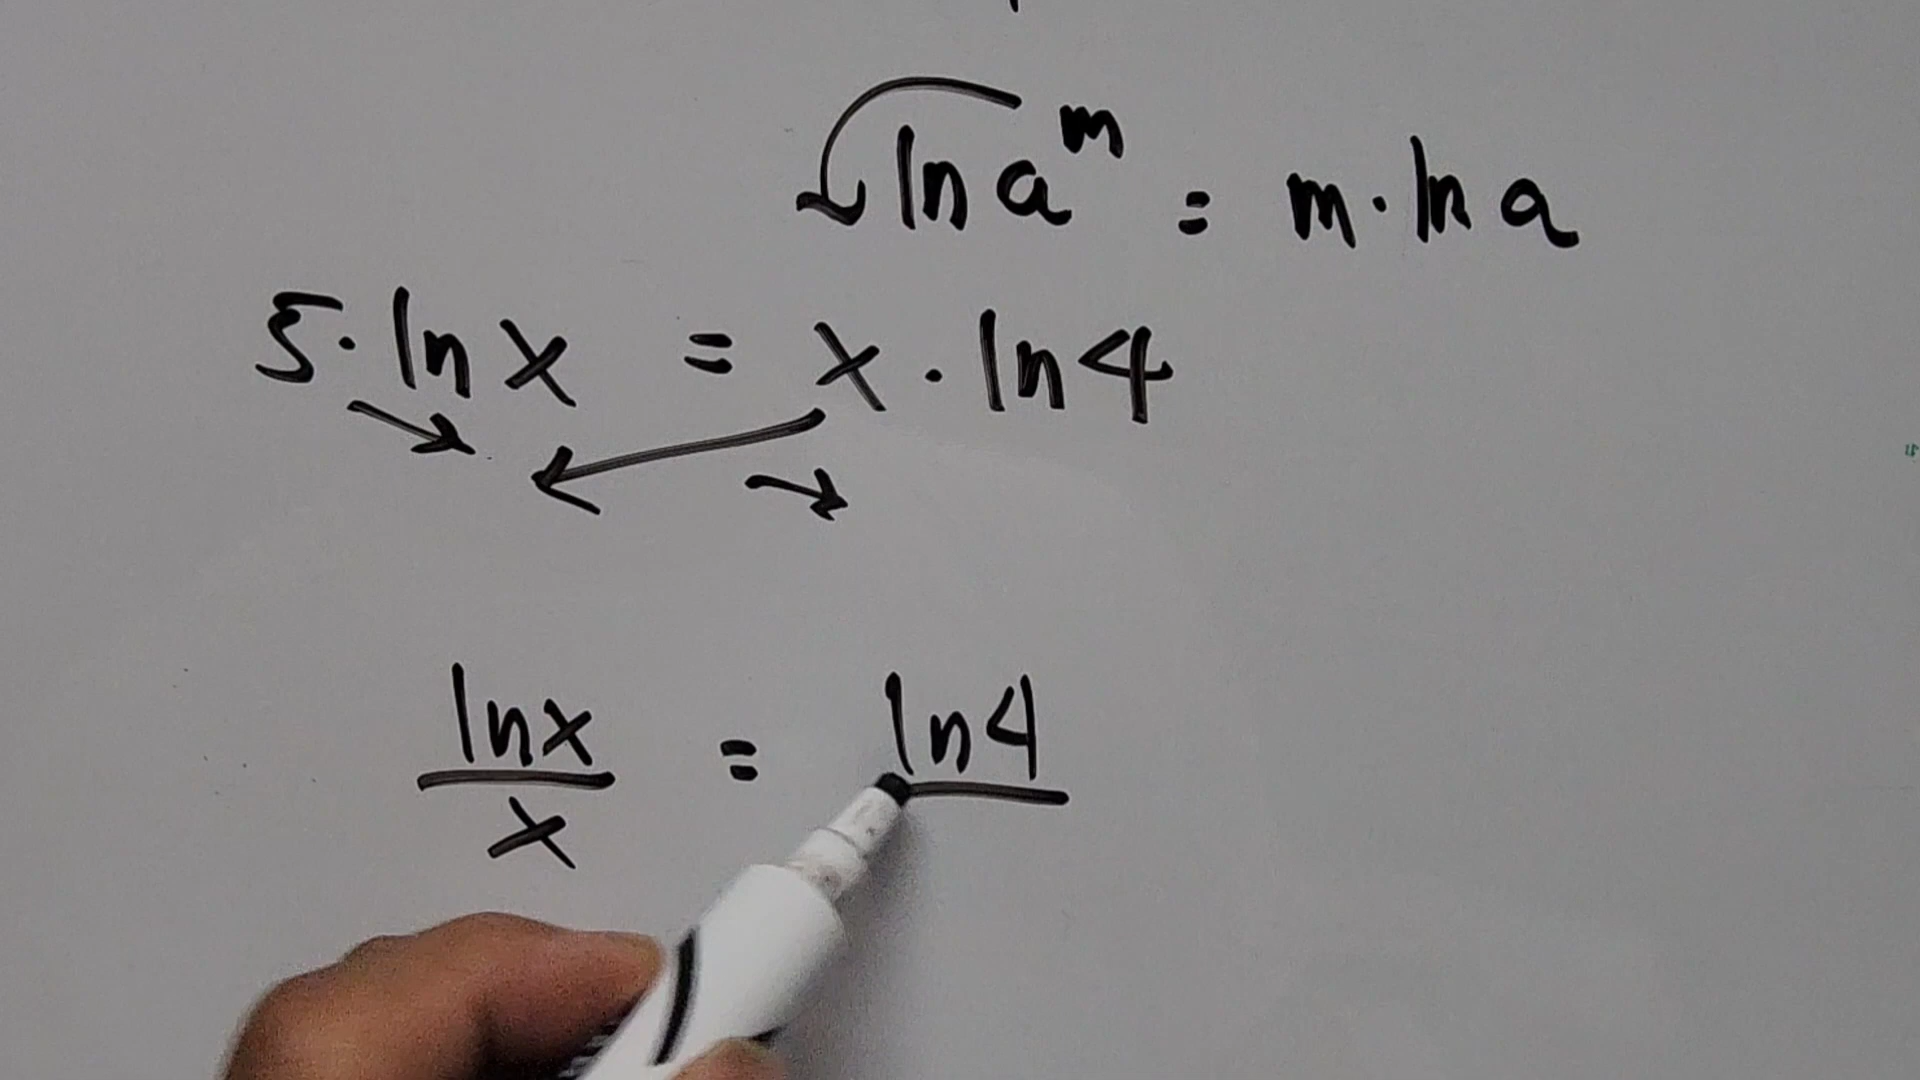 ln a^m = m · ln a
5 · ln x = x · ln 4
ln x / x = ln 4 /